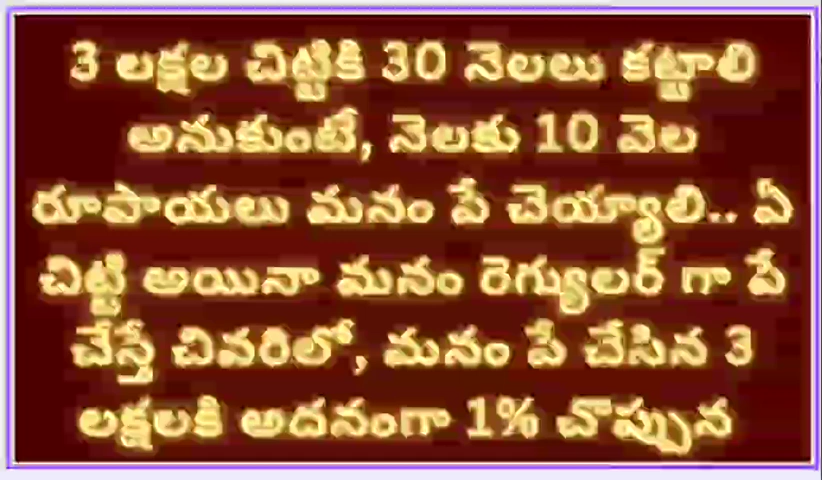 3 లక్షల చిట్టికి 30 నెలలు కట్టాలి
అనుకుంటే, నెలకు 10 వెల
రూపాయలు మనం పే చెయ్యాలి.. ఏ
చిట్టి అయినా మనం రెగ్యులర్ గా పే
చేస్తే చివరిలో, మనం పే చేసిన 3
లక్షలకి అదనంగా 1% చొప్పున